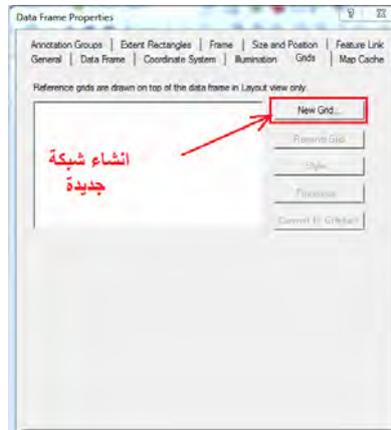 Data Frame Properties
Annotation Groups | Extent Rectangles | Frame | Size and Position | Feature Link
General | Data Frame | Coordinate System | Illumination | Grids | Map Cache
Reference grids are drawn on top of the data frame in Layout view only.
New Grid...
Remove Grid
انشاء شبكة
جديدة
Style...
Properties...
Convert to Graphics